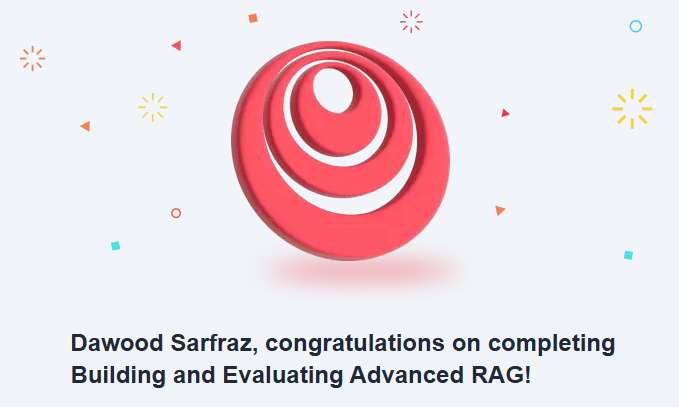 Dawood Sarfraz, congratulations on completing
Building and Evaluating Advanced RAG!